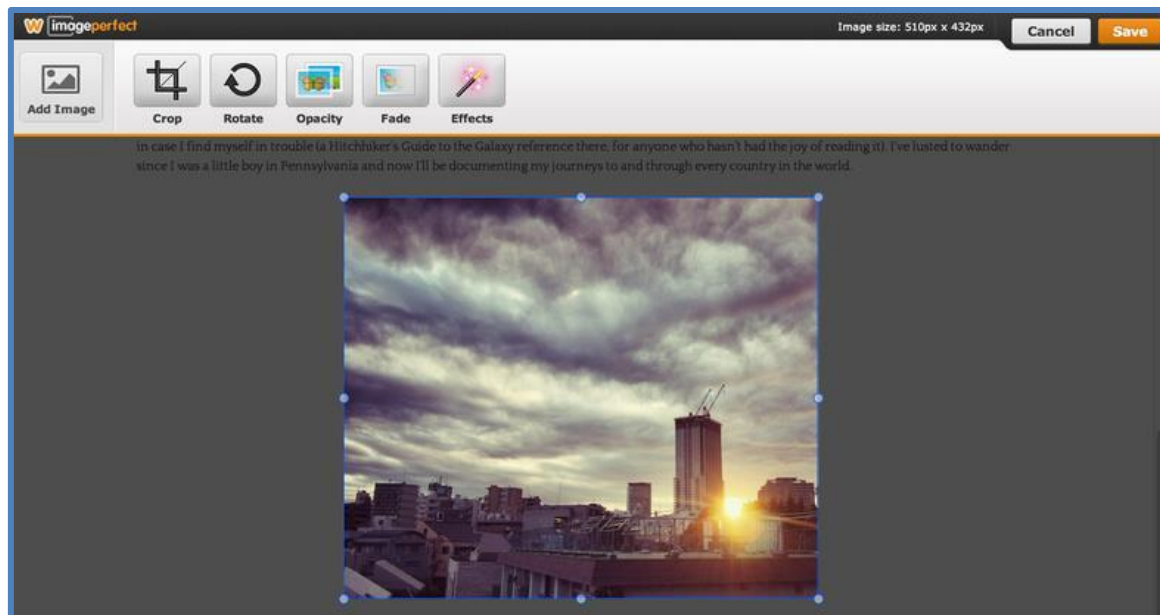 W imageperfect
Image size: 510px x 432px
Cancel
Save
Add Image
Crop
Rotate
Opacity
Fade
Effects
in case I find myself in trouble (a Hitchhiker's Guide to the Galaxy reference there, for anyone who hasn't had the joy of reading it). I've lusted to wander
since I was a little boy in Pennsylvania and now I'll be documenting my journeys to and through every country in the world.